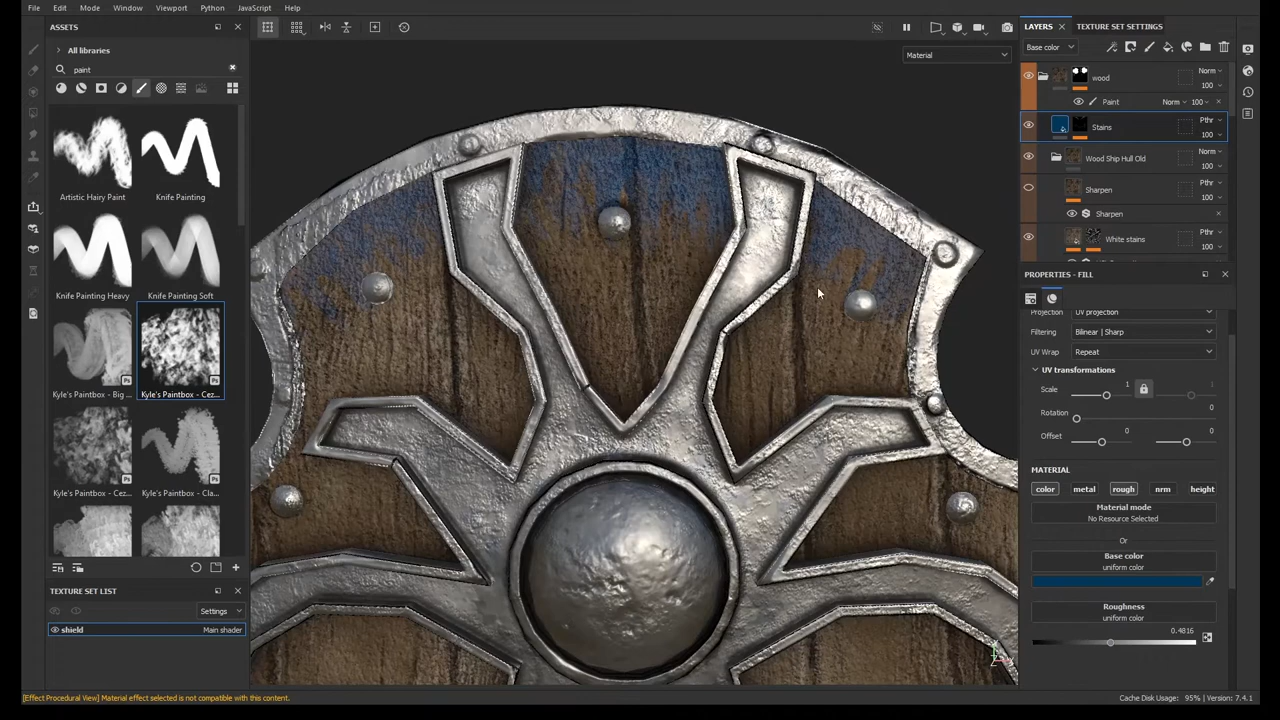 File Edit Mode Window Viewport Python JavaScript Help
ASSETS
All libraries
paint
Artistic Hairy Paint
Knife Painting
Knife Painting Heavy
Knife Painting Soft
Kyle's Paintbox - Big ...
Kyle's Paintbox - Cez...
Kyle's Paintbox - Cez...
Kyle's Paintbox - Cla...
TEXTURE SET LIST
Settings
shield
Main shader
Material
LAYERS
TEXTURE SET SETTINGS
Base color
wood
Norm
100
Paint
Norm
100
Stains
Pthr
100
Wood Ship Hull Old
Norm
100
Sharpen
Norm
100
Sharpen
White stains
Pthr
100
PROPERTIES - FILL
Projection
UV projection
Filtering
Bilinear | Sharp
UV Wrap
Repeat
UV transformations
Scale
1
1
Rotation
0
Offset
0
0
MATERIAL
color metal rough nrm height
Material mode
No Resource Selected
Or
Base color
uniform color
Roughness
uniform color
0.4816
[Effect Procedural View] Material effect selected is not compatible with this content.
Cache Disk Usage: 95% | Version: 7.4.1